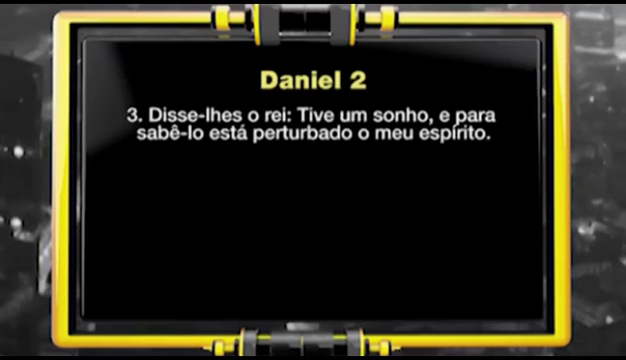 Daniel 2
3. Disse-lhes o rei: Tive um sonho, e para
sabê-lo está perturbado o meu espírito.